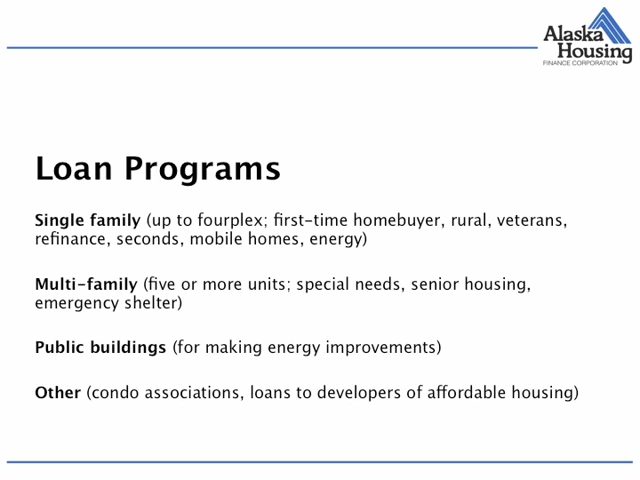 Alaska
Housing
FINANCE CORPORATION
Loan Programs
Single family (up to fourplex; first-time homebuyer, rural, veterans,
refinance, seconds, mobile homes, energy)
Multi-family (five or more units; special needs, senior housing,
emergency shelter)
Public buildings (for making energy improvements)
Other (condo associations, loans to developers of affordable housing)